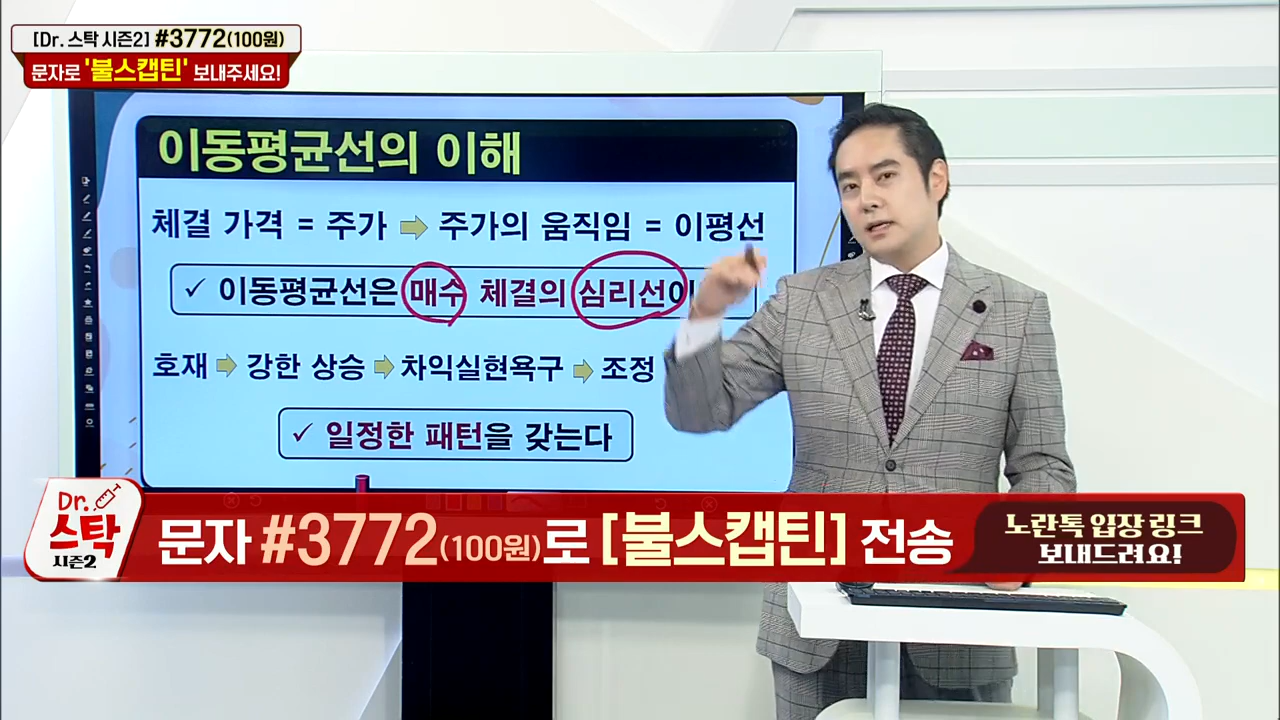 [Dr. 스탁 시즌2] #3772(100원)
문자로 '불스캡틴' 보내주세요!
이동평균선의 이해
체결 가격 = 주가 ➡ 주가의 움직임 = 이평선
✓ 이동평균선은 매수 체결의 심리선이
호재 ➡ 강한 상승 ➡ 차익실현욕구 ➡ 조정
✓ 일정한 패턴을 갖는다
Dr.
스탁
시즌2
문자 #3772(100원)로 [불스캡틴] 전송
노란톡 입장 링크
보내드려요!